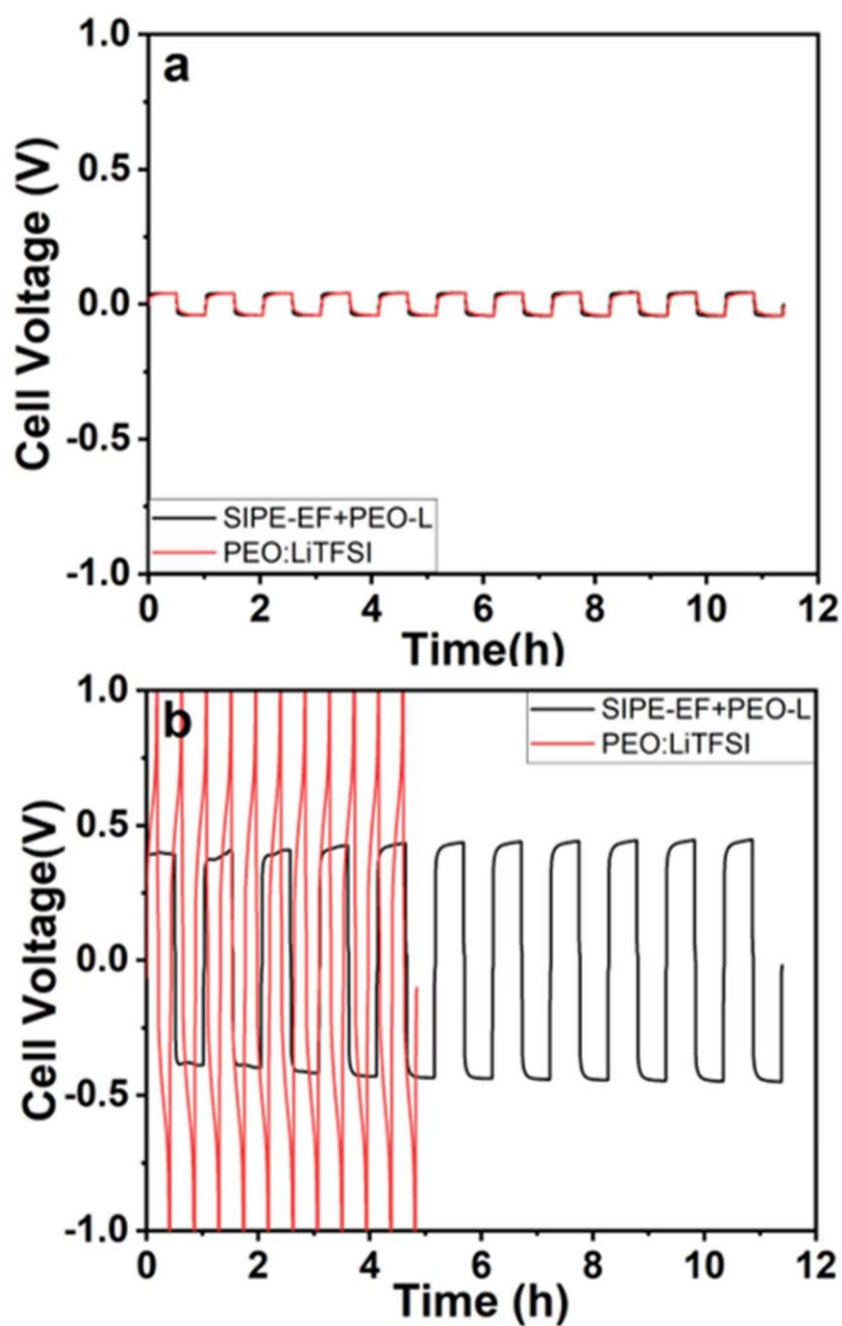 a
1.0
0.5
0.0
-0.5
-1.0
Cell Voltage (V)
SIPE-EF+PEO-L
PEO:LiTFSI
0 2 4 6 8 10 12
Time(h)
b
1.0
0.5
0.0
-0.5
-1.0
Cell Voltage(V)
SIPE-EF+PEO-L
PEO:LiTFSI
0 2 4 6 8 10 12
Time (h)